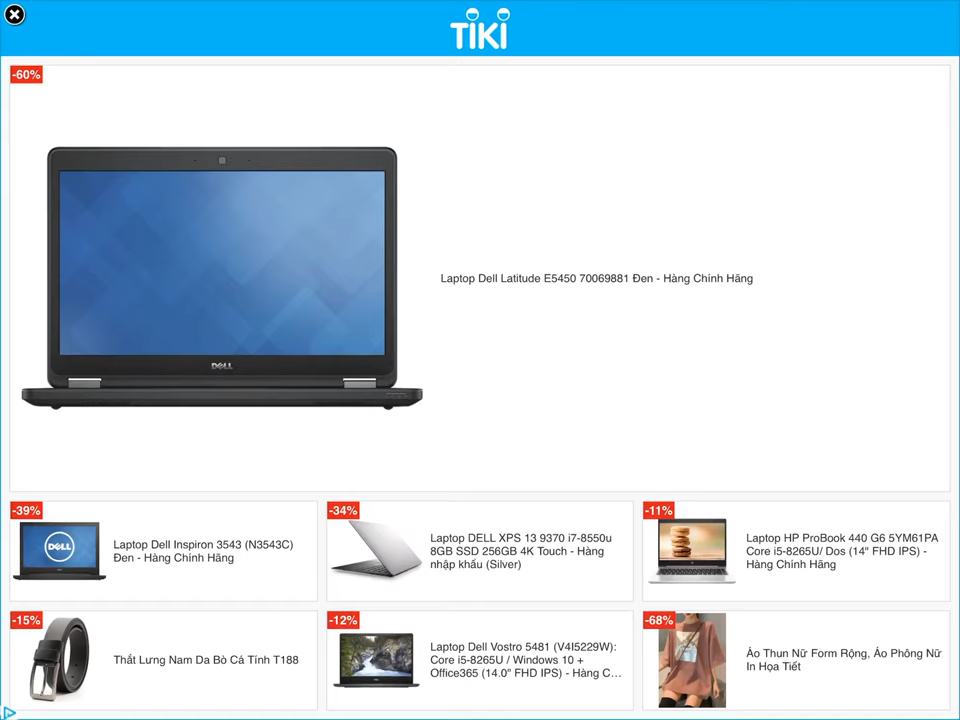 TIKI
-60%
DELL
Laptop Dell Latitude E5450 70069881 Đen - Hàng Chính Hãng
-39%
DELL
Laptop Dell Inspiron 3543 (N3543C)
Đen - Hàng Chính Hãng
-34%
Laptop DELL XPS 13 9370 i7-8550u
8GB SSD 256GB 4K Touch - Hàng
nhập khẩu (Silver)
-11%
Laptop HP ProBook 440 G6 5YM61PA
Core i5-8265U/ Dos (14" FHD IPS) -
Hàng Chính Hãng
-15%
Thắt Lưng Nam Da Bò Cá Tính T188
-12%
Laptop Dell Vostro 5481 (V4I5229W):
Core i5-8265U / Windows 10 +
Office365 (14.0" FHD IPS) - Hàng C...
-68%
Áo Thun Nữ Form Rộng, Áo Phông Nữ
In Họa Tiết